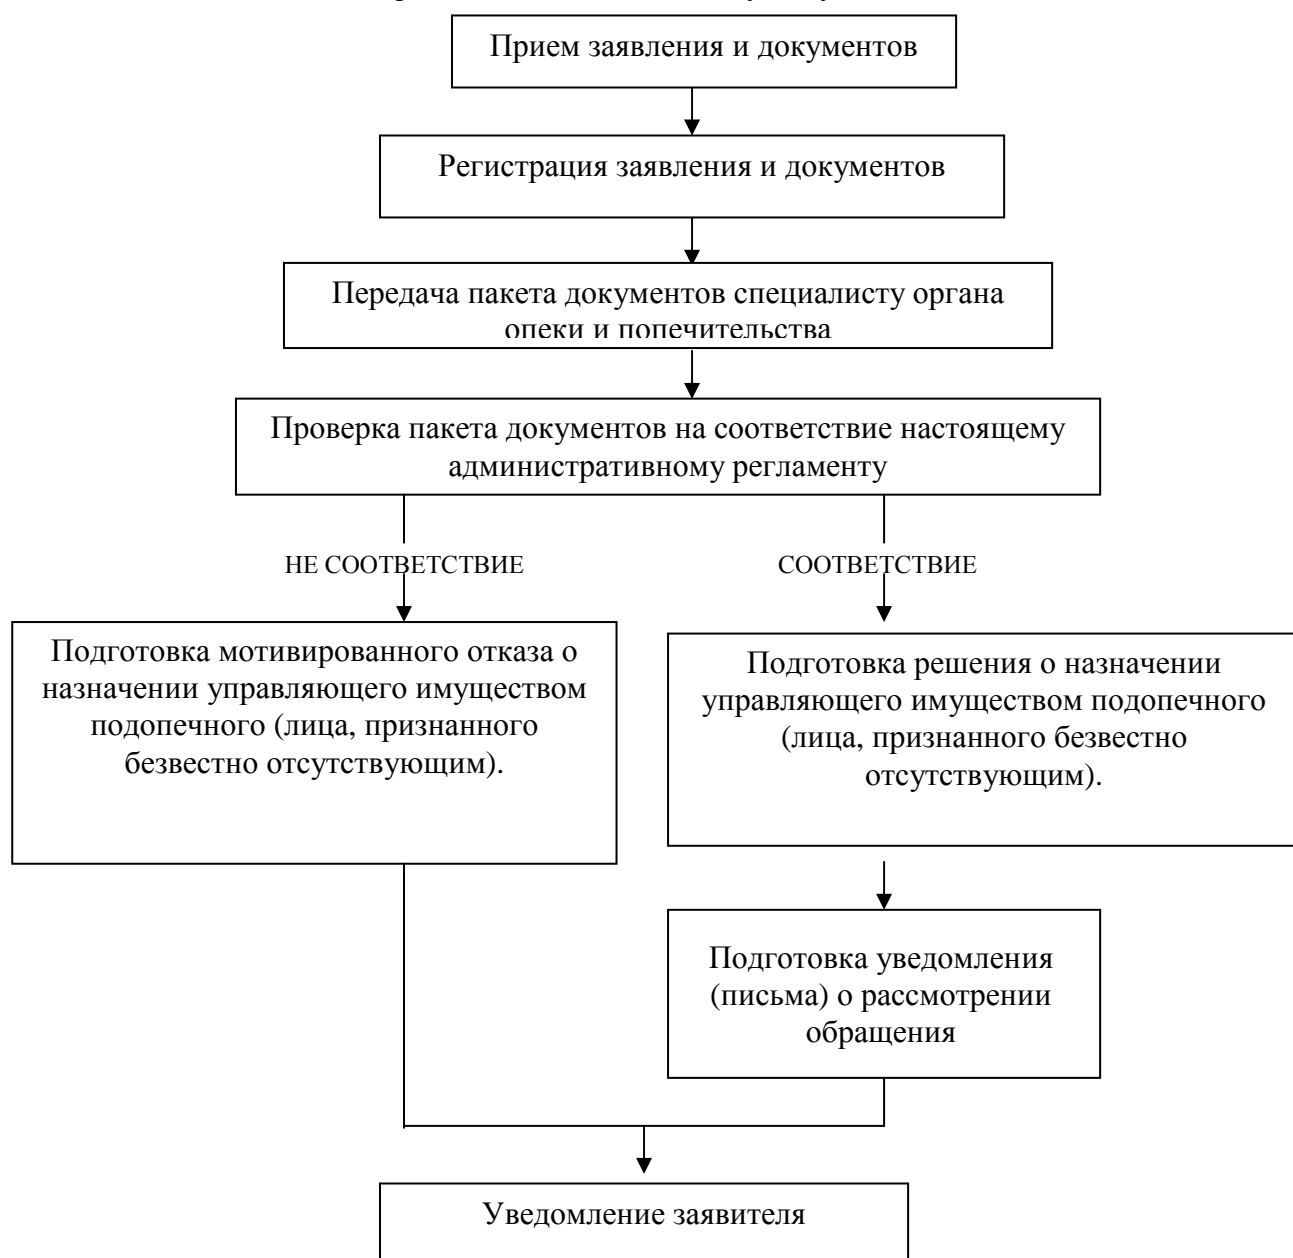 Прием заявления и документов
Регистрация заявления и документов
Передача пакета документов специалисту органа
опеки и попечительства
Проверка пакета документов на соответствие настоящему
административному регламенту
НЕ СООТВЕТСТВИЕ
СООТВЕТСТВИЕ
Подготовка мотивированного отказа о
назначении управляющего имуществом
подопечного (лица, признанного
безвестно отсутствующим).
Подготовка решения о назначении
управляющего имуществом подопечного
(лица, признанного безвестно
отсутствующим).
Подготовка уведомления
(письма) о рассмотрении
обращения
Уведомление заявителя